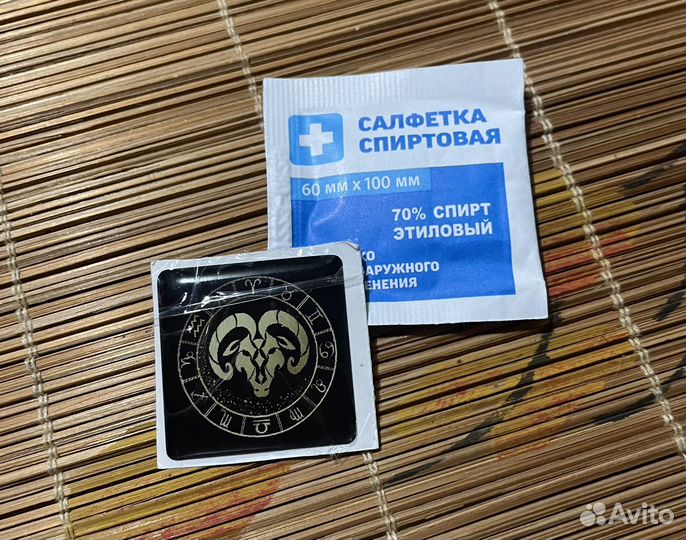 САЛФЕТКА
СПИРТОВАЯ
60 ММ X 100 ММ
70% СПИРТ
ЭТИЛОВЫЙ
Avito